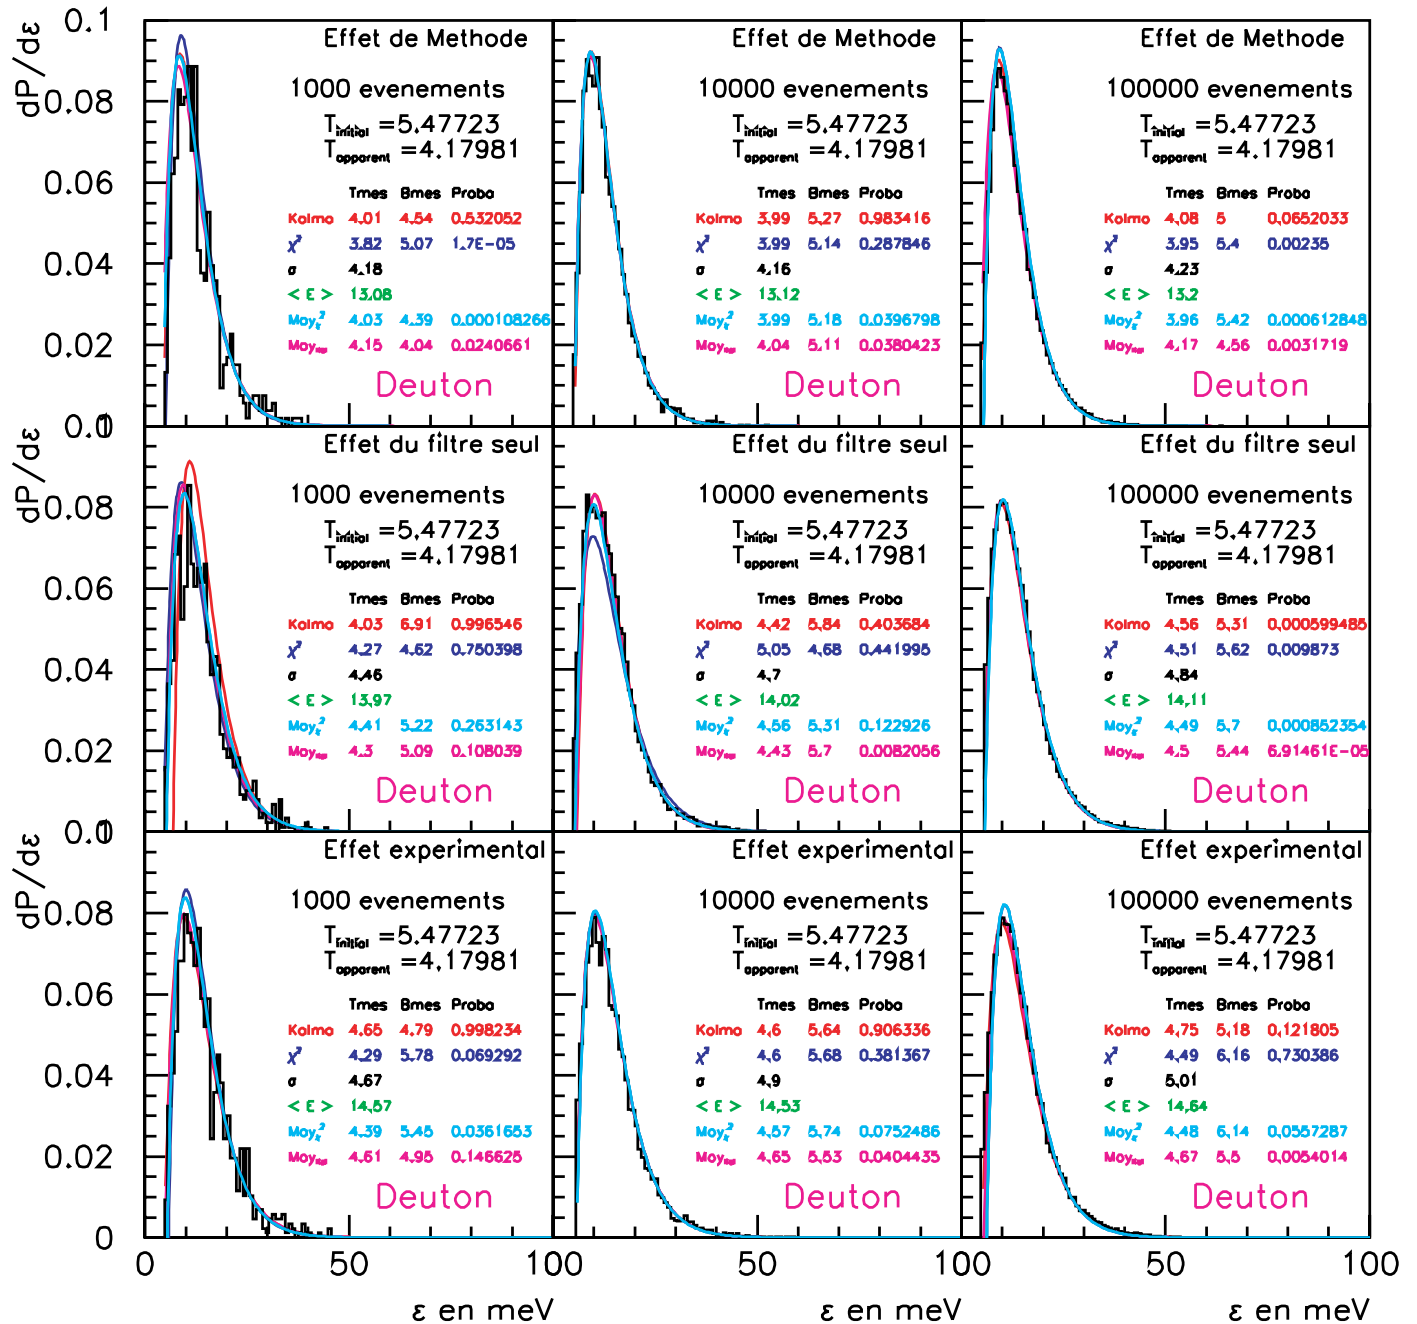 dP/dε
0.1
0.08
0.06
0.04
0.02
0
Effet de Methode
1000 evenements
T initial = 5.47723
T apparent = 4.17981
Tmes Bmes Proba
Kolmo 4.01 4.54 0.532052
χ² 3.82 5.07 1.7E-05
σ 4.18
< E > 13.08
Moy 4.03 4.39 0.000108266
Moy 4.15 4.04 0.0240661
Deuton
Effet de Methode
10000 evenements
T initial = 5.47723
T apparent = 4.17981
Tmes Bmes Proba
Kolmo 3.99 5.27 0.983416
χ² 3.99 5.14 0.287846
σ 4.16
< E > 13.12
Moy 3.99 5.18 0.0396798
Moy 4.04 5.11 0.0380423
Deuton
Effet de Methode
100000 evenements
T initial = 5.47723
T apparent = 4.17981
Tmes Bmes Proba
Kolmo 4.08 5 0.0652033
χ² 3.95 5.4 0.00235
σ 4.23
< E > 13.2
Moy 3.96 5.42 0.000612848
Moy 4.17 4.56 0.0031719
Deuton
dP/dε
0.1
0.08
0.06
0.04
0.02
0
Effet du filtre seul
1000 evenements
T initial = 5.47723
T apparent = 4.17981
Tmes Bmes Proba
Kolmo 4.03 6.91 0.996546
χ² 4.27 4.62 0.750398
σ 4.46
< E > 13.97
Moy 4.41 5.22 0.263143
Moy 4.3 5.09 0.108039
Deuton
Effet du filtre seul
10000 evenements
T initial = 5.47723
T apparent = 4.17981
Tmes Bmes Proba
Kolmo 4.42 5.84 0.403684
χ² 5.05 4.68 0.441995
σ 4.7
< E > 14.02
Moy 4.56 5.31 0.122926
Moy 4.43 5.7 0.0082056
Deuton
Effet du filtre seul
100000 evenements
T initial = 5.47723
T apparent = 4.17981
Tmes Bmes Proba
Kolmo 4.56 5.31 0.000599485
χ² 4.51 5.62 0.009873
σ 4.84
< E > 14.11
Moy 4.49 5.7 0.000852354
Moy 4.5 5.44 6.91461E-05
Deuton
dP/dε
0.1
0.08
0.06
0.04
0.02
0
Effet experimental
1000 evenements
T initial = 5.47723
T apparent = 4.17981
Tmes Bmes Proba
Kolmo 4.65 4.79 0.998234
χ² 4.29 5.78 0.069292
σ 4.67
< E > 14.57
Moy 4.39 5.45 0.0361653
Moy 4.61 4.95 0.146625
Deuton
Effet experimental
10000 evenements
T initial = 5.47723
T apparent = 4.17981
Tmes Bmes Proba
Kolmo 4.6 5.64 0.906336
χ² 4.6 5.68 0.381367
σ 4.9
< E > 14.53
Moy 4.57 5.74 0.0752486
Moy 4.65 5.53 0.0404435
Deuton
Effet experimental
100000 evenements
T initial = 5.47723
T apparent = 4.17981
Tmes Bmes Proba
Kolmo 4.75 5.18 0.121805
χ² 4.49 6.16 0.730386
σ 5.01
< E > 14.64
Moy 4.48 6.14 0.0557287
Moy 4.67 5.5 0.0054014
Deuton
0 50 100 50 100 50 100
ε en meV
ε en meV
ε en meV